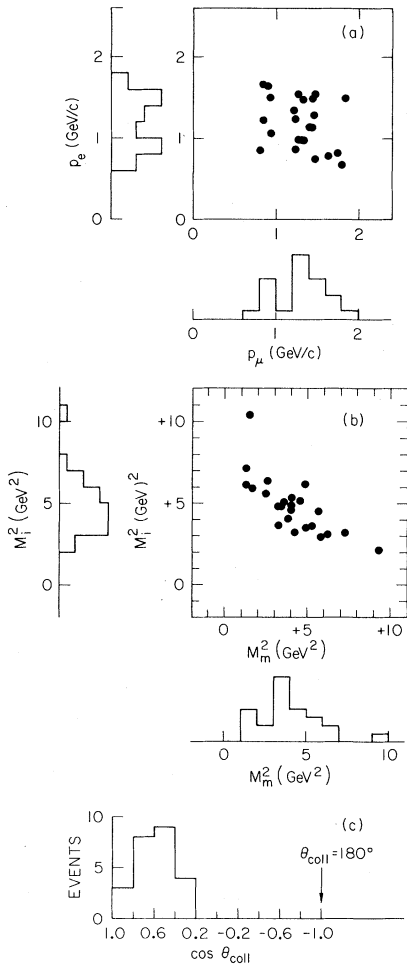 (a)
2
1
0
p_e (GeV/c)
2
1
0
0
1
2
0
1
2
p_μ (GeV/c)
(b)
10
5
0
M_i^2 (GeV^2)
+10
+5
0
M_i^2 (GeV)^2
0
+5
+10
M_m^2 (GeV^2)
0
5
10
M_m^2 (GeV^2)
(c)
EVENTS
10
5
0
θ_coll = 180°
1.0
0.6
0.2
-0.2
-0.6
-1.0
cos θ_coll